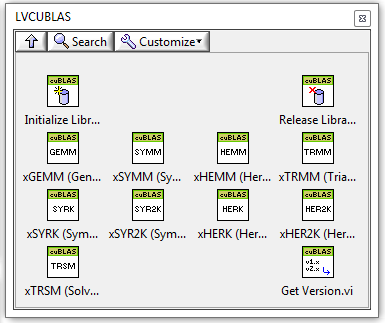 LVCUBLAS
Search Customize
cuBLAS cuBLAS
Initialize Libr... Release Libra...
cuBLAS cuBLAS cuBLAS cuBLAS
GEMM SYMM HEMM TRMM
xGEMM (Gen... xSYMM (Sy... xHEMM (Her... xTRMM (Tria...
cuBLAS cuBLAS cuBLAS cuBLAS
SYRK SYR2K HERK HER2K
xSYRK (Sym... xSYR2K (Sym... xHERK (Her... xHER2K (Her...
cuBLAS cuBLAS
TRSM v1.x
v2.x
xTRSM (Solv... Get Version.vi